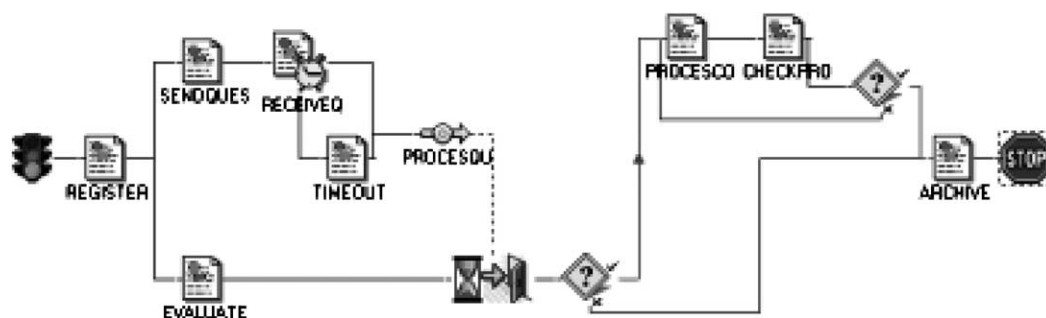 SENDQUES
RECEIVEQ
PROCESCO
CHECKPRO
?
REGISTER
TIMEOUT
PROCESQU
ARCHIVE
STOP
EVALUATE
?